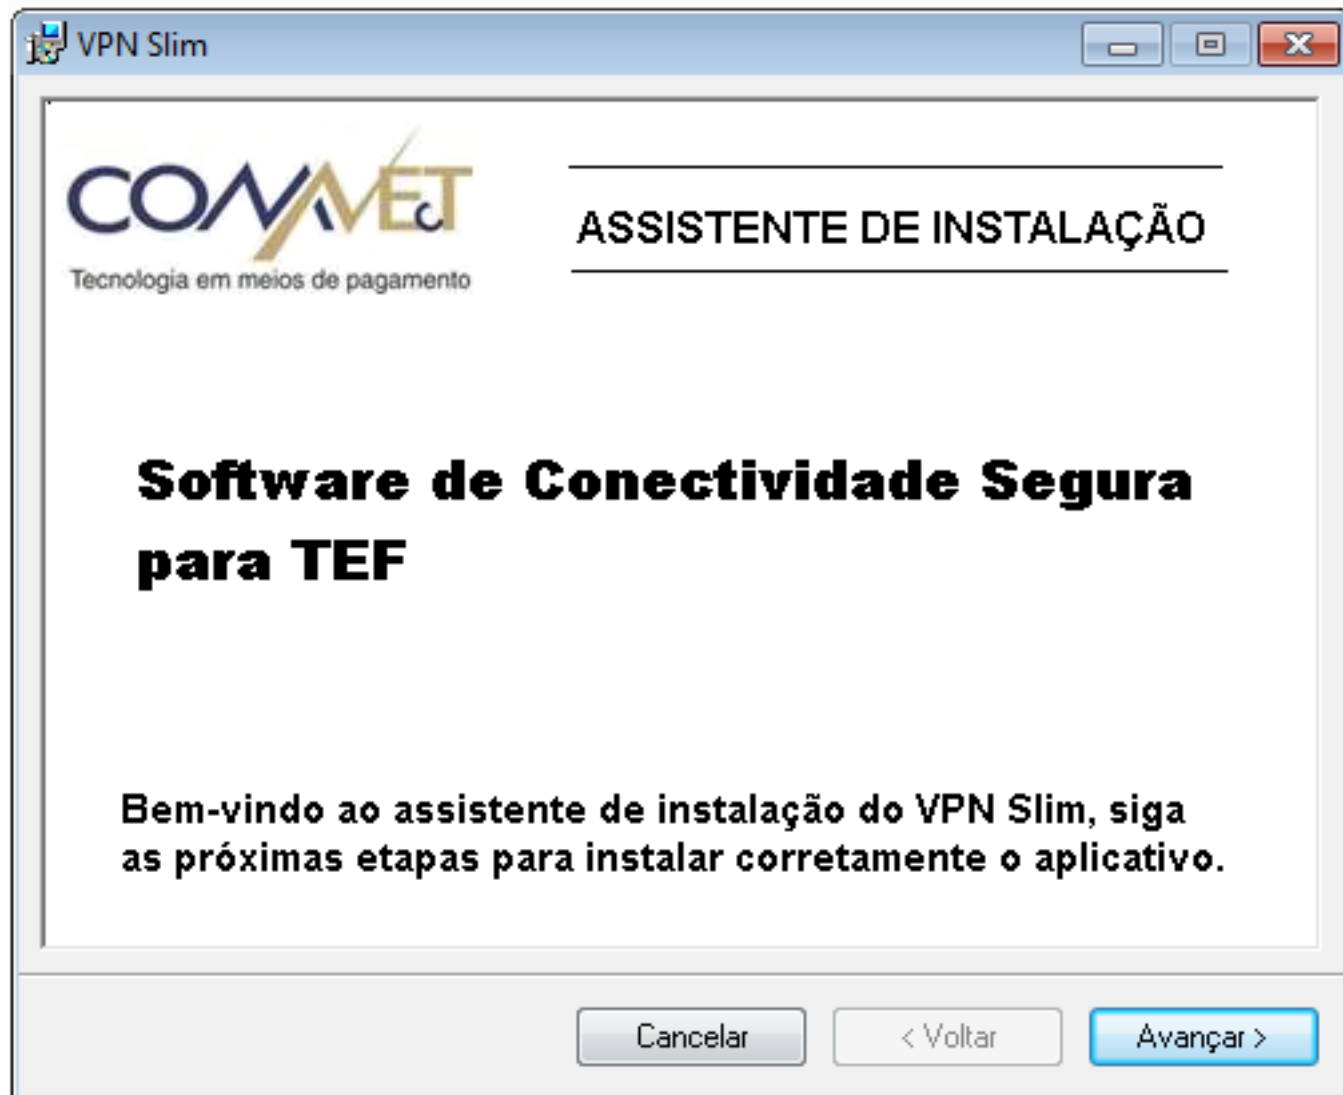 VPN Slim
CONNECT
Tecnologia em meios de pagamento
ASSISTENTE DE INSTALAÇÃO
Software de Conectividade Segura
para TEF
Bem-vindo ao assistente de instalação do VPN Slim, siga
as próximas etapas para instalar corretamente o aplicativo.
Cancelar
< Voltar
Avançar >